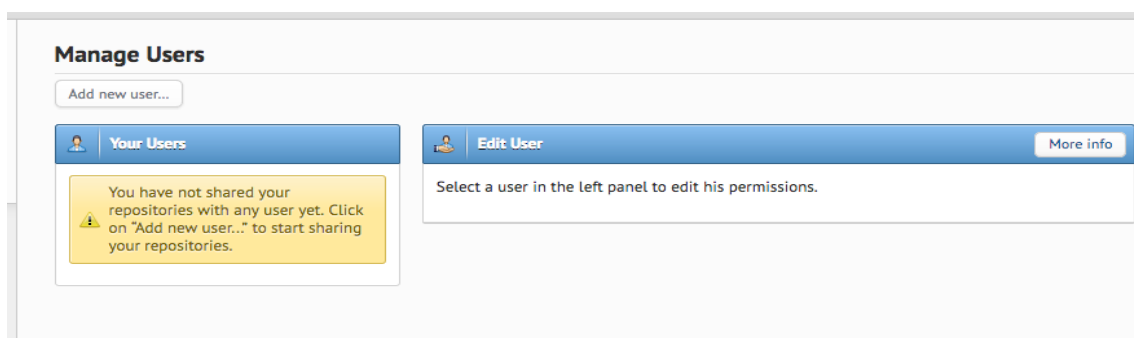 Manage Users
Add new user...
Your Users
You have not shared your
repositories with any user yet. Click
on “Add new user...” to start sharing
your repositories.
Edit User
More info
Select a user in the left panel to edit his permissions.